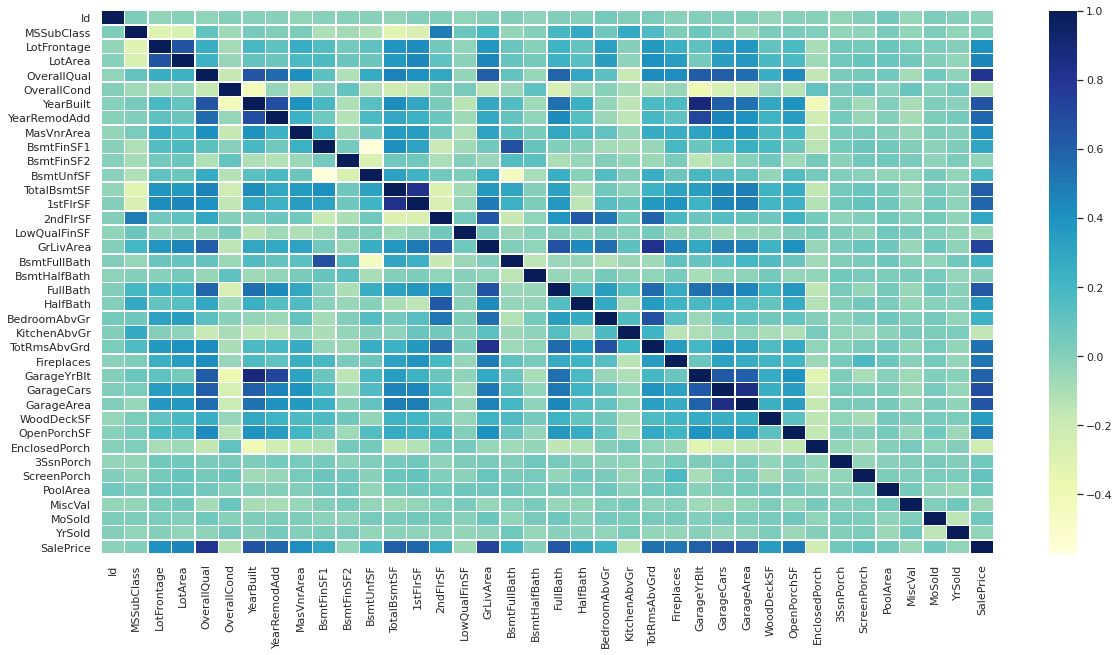 Id
MSSubClass
LotFrontage
LotArea
OverallQual
OverallCond
YearBuilt
YearRemodAdd
MasVnrArea
BsmtFinSF1
BsmtFinSF2
BsmtUnfSF
TotalBsmtSF
1stFlrSF
2ndFlrSF
LowQualFinSF
GrLivArea
BsmtFullBath
BsmtHalfBath
FullBath
HalfBath
BedroomAbvGr
KitchenAbvGr
TotRmsAbvGrd
Fireplaces
GarageYrBlt
GarageCars
GarageArea
WoodDeckSF
OpenPorchSF
EnclosedPorch
3SsnPorch
ScreenPorch
PoolArea
MiscVal
MoSold
YrSold
SalePrice
Id
MSSubClass
LotFrontage
LotArea
OverallQual
OverallCond
YearBuilt
YearRemodAdd
MasVnrArea
BsmtFinSF1
BsmtFinSF2
BsmtUnfSF
TotalBsmtSF
1stFlrSF
2ndFlrSF
LowQualFinSF
GrLivArea
BsmtFullBath
BsmtHalfBath
FullBath
HalfBath
BedroomAbvGr
KitchenAbvGr
TotRmsAbvGrd
Fireplaces
GarageYrBlt
GarageCars
GarageArea
WoodDeckSF
OpenPorchSF
EnclosedPorch
3SsnPorch
ScreenPorch
PoolArea
MiscVal
MoSold
YrSold
SalePrice
1.0
0.8
0.6
0.4
0.2
0.0
−0.2
−0.4